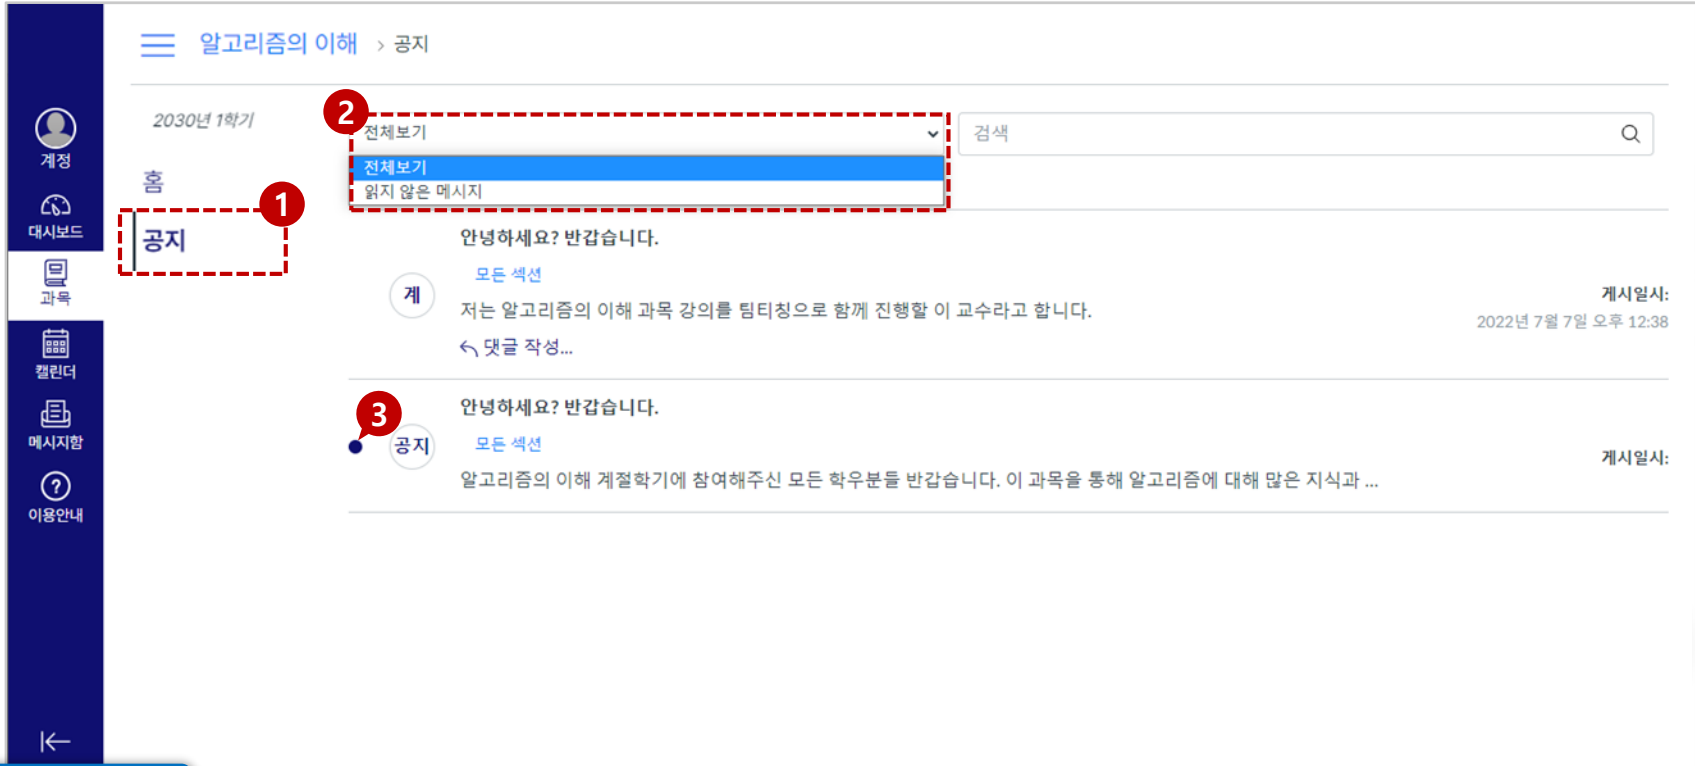 알고리즘의 이해 > 공지
계정
대시보드
과목
캘린더
메시지함
이용안내
2030년 1학기
홈
1
공지
2
전체보기
검색
전체보기
읽지 않은 메시지
안녕하세요? 반갑습니다.
모든 섹션
계
저는 알고리즘의 이해 과목 강의를 팀티칭으로 함께 진행할 이 교수라고 합니다.
댓글 작성...
게시일시:
2022년 7월 7일 오후 12:38
3
안녕하세요? 반갑습니다.
공지
모든 섹션
알고리즘의 이해 계절학기에 참여해주신 모든 학우분들 반갑습니다. 이 과목을 통해 알고리즘에 대해 많은 지식과 ...
게시일시: